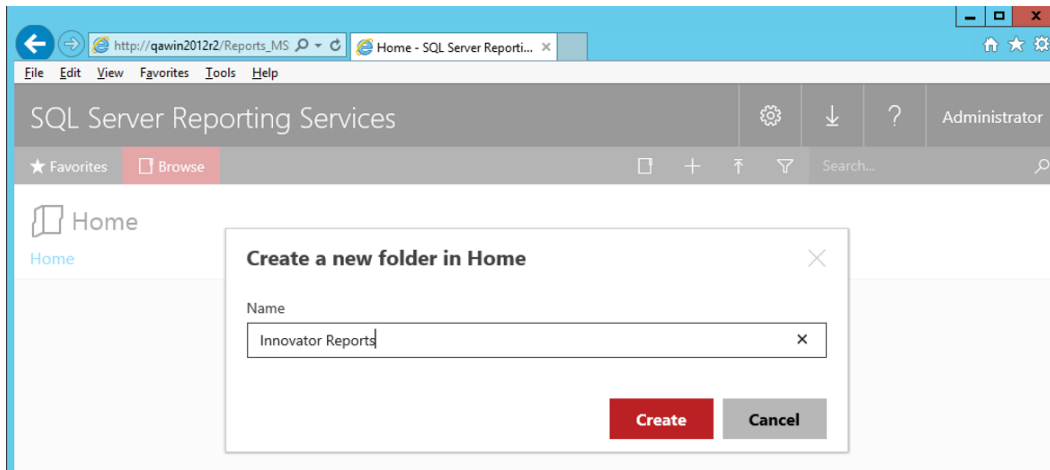 http://qawin2012r2/Reports_MS
Home - SQL Server Reporti...
File Edit View Favorites Tools Help
SQL Server Reporting Services
Administrator
Favorites
Browse
Search...
Home
Home
Create a new folder in Home
Name
Innovator Reports
Create
Cancel